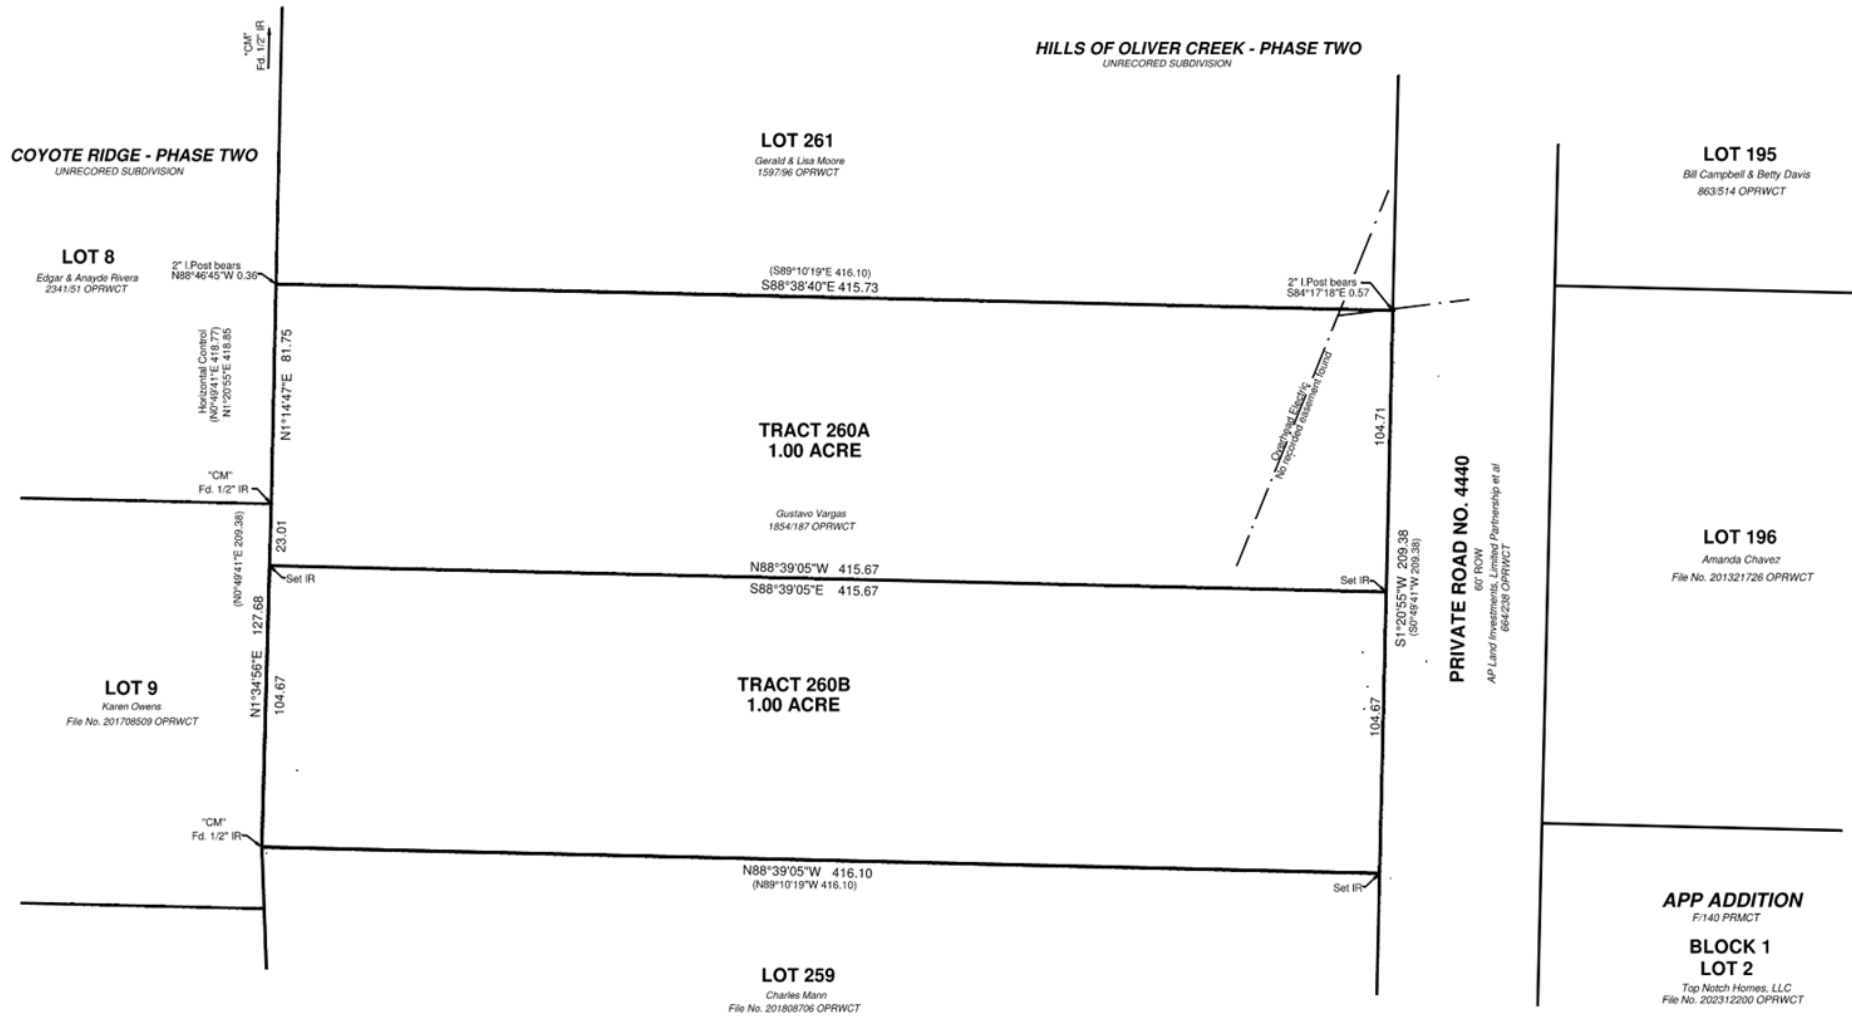 "CM"
Fd. 1/2" IR
HILLS OF OLIVER CREEK - PHASE TWO
UNRECORED SUBDIVISION
COYOTE RIDGE - PHASE TWO
UNRECORED SUBDIVISION
LOT 261
Gerald & Lisa Moore
1597/96 OPRWCT
LOT 195
Bill Campbell & Betty Davis
863/514 OPRWCT
LOT 8
Edgar & Anayde Rivera
2341/51 OPRWCT
2" I.Post bears
N88°46'45"W 0.36
(S89°10'19"E 416.10)
S88°38'40"E 415.73
2" I.Post bears
S84°17'18"E 0.57
Horizontal Control
(N0°49'41"E 418.77)
N1°20'55"E 418.85
N1°14'47"E 81.75
Overhead Electric
No recorded easement found
104.71
TRACT 260A
1.00 ACRE
"CM"
Fd. 1/2" IR
Gustavo Vargas
1854/187 OPRWCT
23.01
(N0°49'41"E 209.38)
Set IR
N88°39'05"W 415.67
S88°39'05"E 415.67
Set IR
S1°20'55"W 209.38
(S0°49'41"W 209.38)
PRIVATE ROAD NO. 4440
60' ROW
AP Land Investments, Limited Partnership et al
664/238 OPRWCT
LOT 196
Amanda Chavez
File No. 201321726 OPRWCT
N1°34'56"E 127.68
104.67
LOT 9
Karen Owens
File No. 201708509 OPRWCT
TRACT 260B
1.00 ACRE
104.67
"CM"
Fd. 1/2" IR
N88°39'05"W 416.10
(N89°10'19"W 416.10)
Set IR
LOT 259
Charles Mann
File No. 201808706 OPRWCT
APP ADDITION
F/140 PRMCT
BLOCK 1
LOT 2
Top Notch Homes, LLC
File No. 202312200 OPRWCT